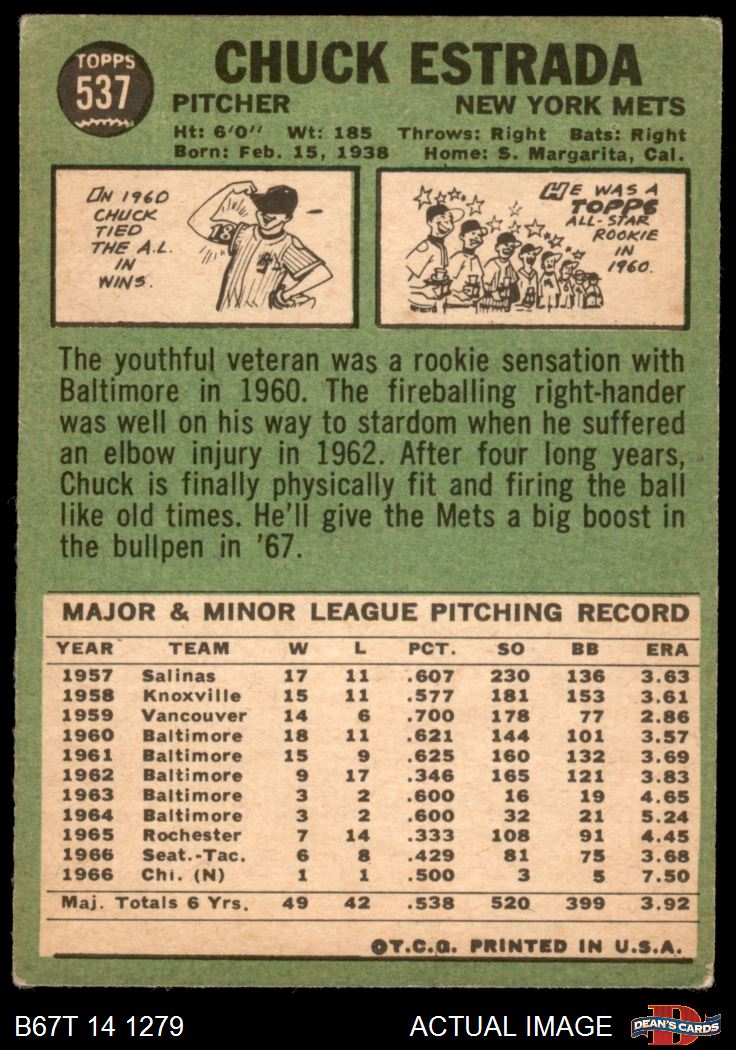 TOPPS
537
CHUCK ESTRADA
PITCHER NEW YORK METS
Ht: 6'0" Wt: 185 Throws: Right Bats: Right
Born: Feb. 15, 1938 Home: S. Margarita, Cal.
IN 1960
CHUCK
TIED
THE A.L.
IN
WINS.
18
HE WAS A
TOPPS
ALL-STAR
ROOKIE
IN
1960.
The youthful veteran was a rookie sensation with
Baltimore in 1960. The fireballing right-hander
was well on his way to stardom when he suffered
an elbow injury in 1962. After four long years,
Chuck is finally physically fit and firing the ball
like old times. He'll give the Mets a big boost in
the bullpen in '67.
MAJOR & MINOR LEAGUE PITCHING RECORD
YEAR TEAM W L PCT. SO BB ERA
1957 Salinas 17 11 .607 230 136 3.63
1958 Knoxville 15 11 .577 181 153 3.61
1959 Vancouver 14 6 .700 178 77 2.86
1960 Baltimore 18 11 .621 144 101 3.57
1961 Baltimore 15 9 .625 160 132 3.69
1962 Baltimore 9 17 .346 165 121 3.83
1963 Baltimore 3 2 .600 16 19 4.65
1964 Baltimore 3 2 .600 32 21 5.24
1965 Rochester 7 14 .333 108 91 4.45
1966 Seat.-Tac. 6 8 .429 81 75 3.68
1966 Chi. (N) 1 1 .500 3 5 7.50
Maj. Totals 6 Yrs. 49 42 .538 520 399 3.92
©T.C.G. PRINTED IN U.S.A.
B67T 14 1279 ACTUAL IMAGE DEAN'S CARDS